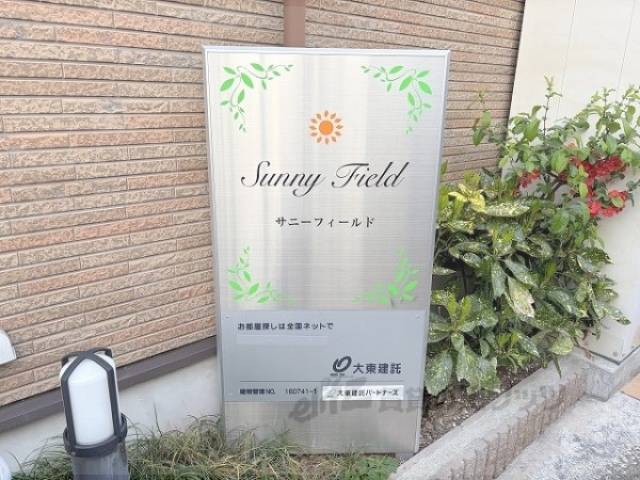 Sunny Field
サニーフィールド
お部屋探しは全国ネットで
大東建託
建物管理NO. 160741-1
大東建託パートナーズ